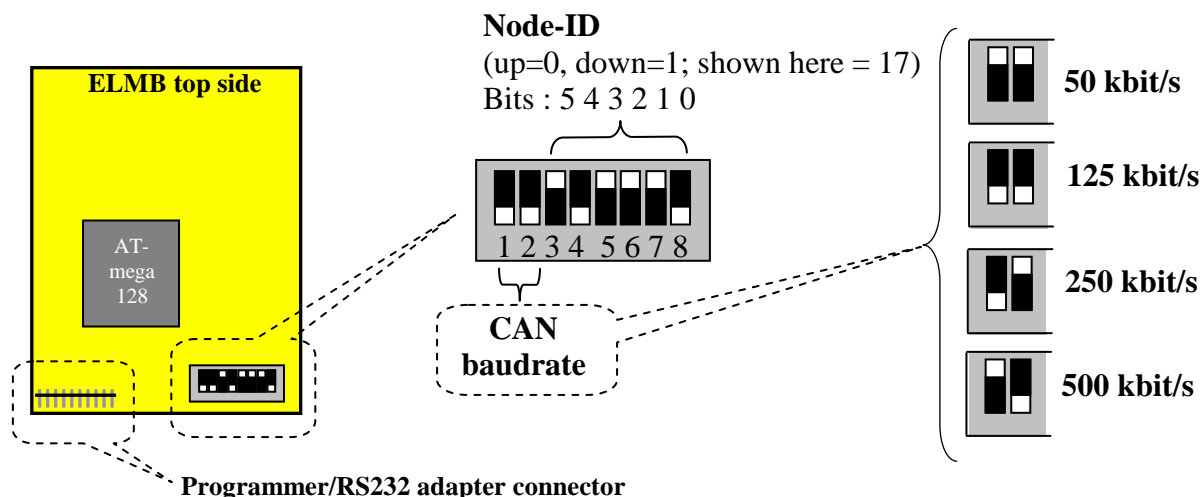 Node-ID
(up=0, down=1; shown here = 17)
Bits : 5 4 3 2 1 0
ELMB top side
AT-
mega
128
1 2 3 4 5 6 7 8
CAN
baudrate
50 kbit/s
125 kbit/s
250 kbit/s
500 kbit/s
Programmer/RS232 adapter connector